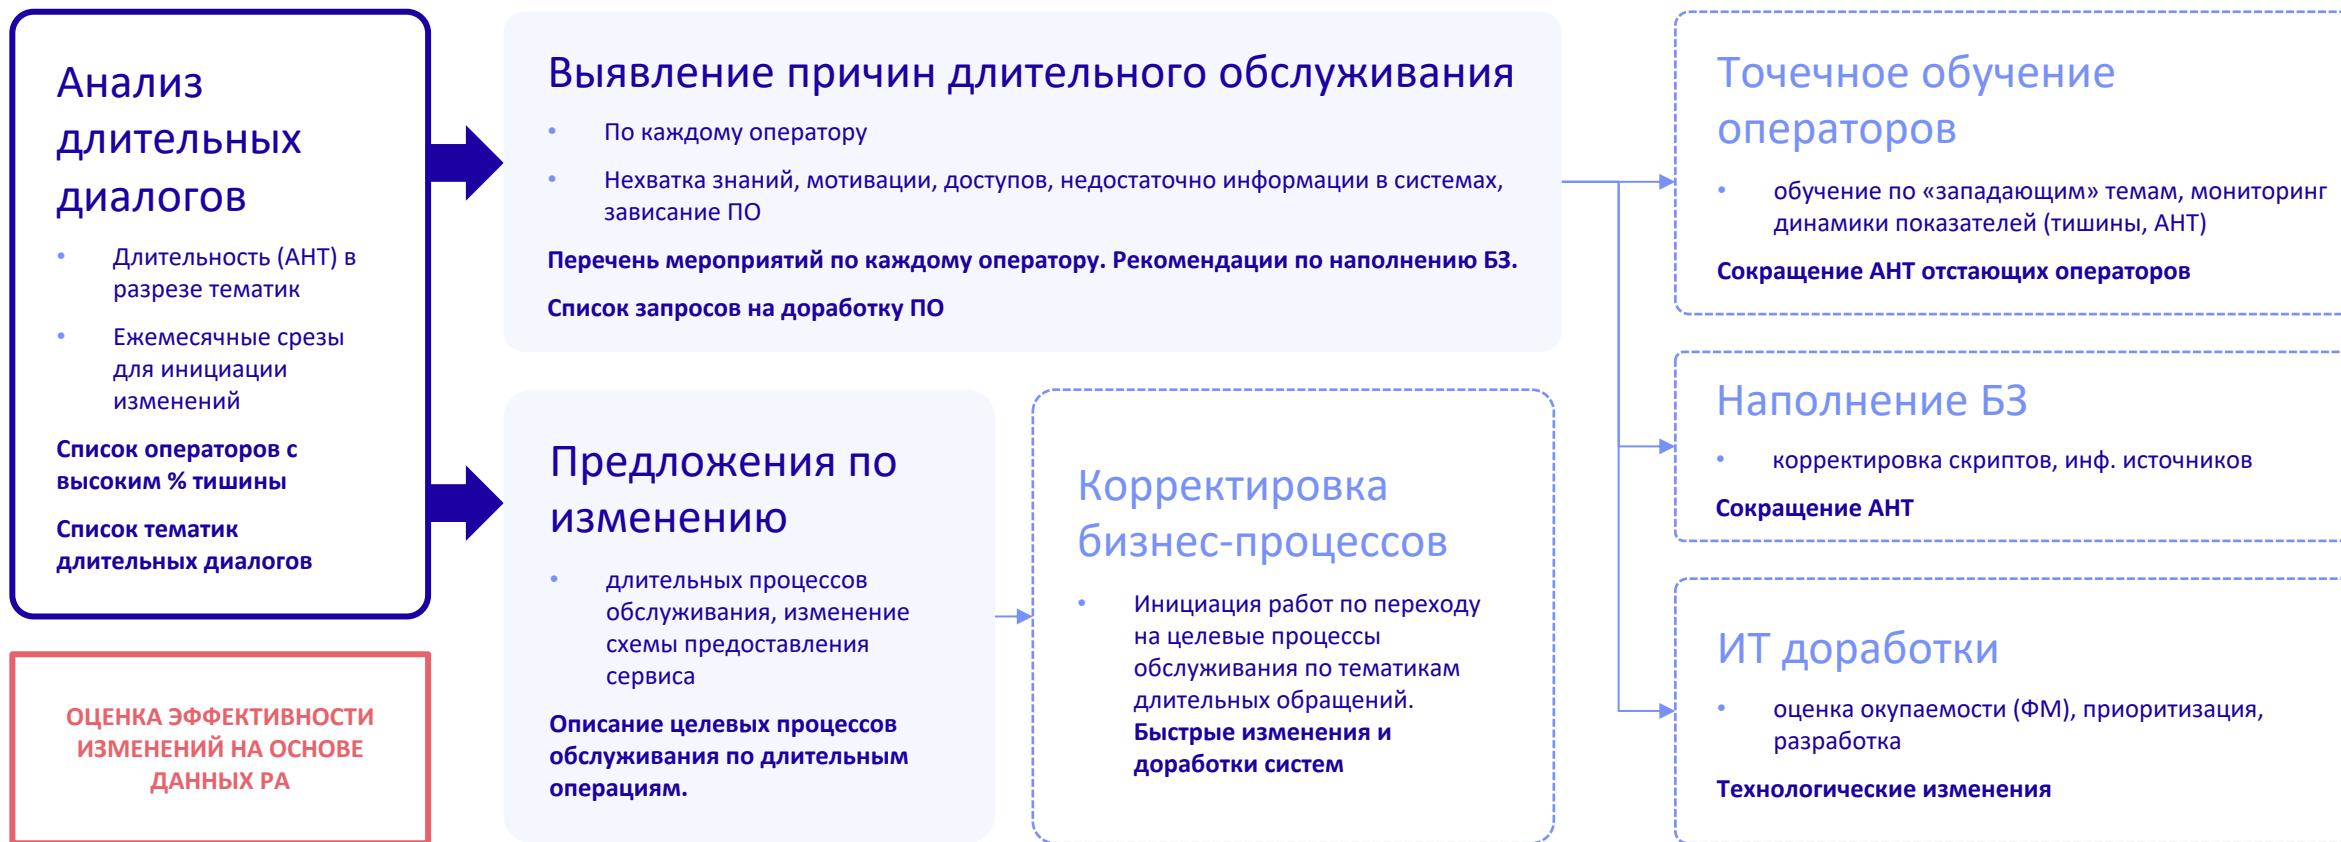 Анализ
длительных
диалогов
• Длительность (АНТ) в
разрезе тематик
• Ежемесячные срезы
для инициации
изменений
Список операторов с
высоким % тишины
Список тематик
длительных диалогов
ОЦЕНКА ЭФФЕКТИВНОСТИ
ИЗМЕНЕНИЙ НА ОСНОВЕ
ДАННЫХ РА
Выявление причин длительного обслуживания
• По каждому оператору
• Нехватка знаний, мотивации, доступов, недостаточно информации в системах,
зависание ПО
Перечень мероприятий по каждому оператору. Рекомендации по наполнению БЗ.
Список запросов на доработку ПО
Предложения по
изменению
• длительных процессов
обслуживания, изменение
схемы предоставления
сервиса
Описание целевых процессов
обслуживания по длительным
операциям.
Корректировка
бизнес-процессов
• Инициация работ по переходу
на целевые процессы
обслуживания по тематикам
длительных обращений.
Быстрые изменения и
доработки систем
Точечное обучение
операторов
• обучение по «западающим» темам, мониторинг
динамики показателей (тишины, АНТ)
Сокращение АНТ отстающих операторов
Наполнение БЗ
• корректировка скриптов, инф. источников
Сокращение АНТ
ИТ доработки
• оценка окупаемости (ФМ), приоритизация,
разработка
Технологические изменения